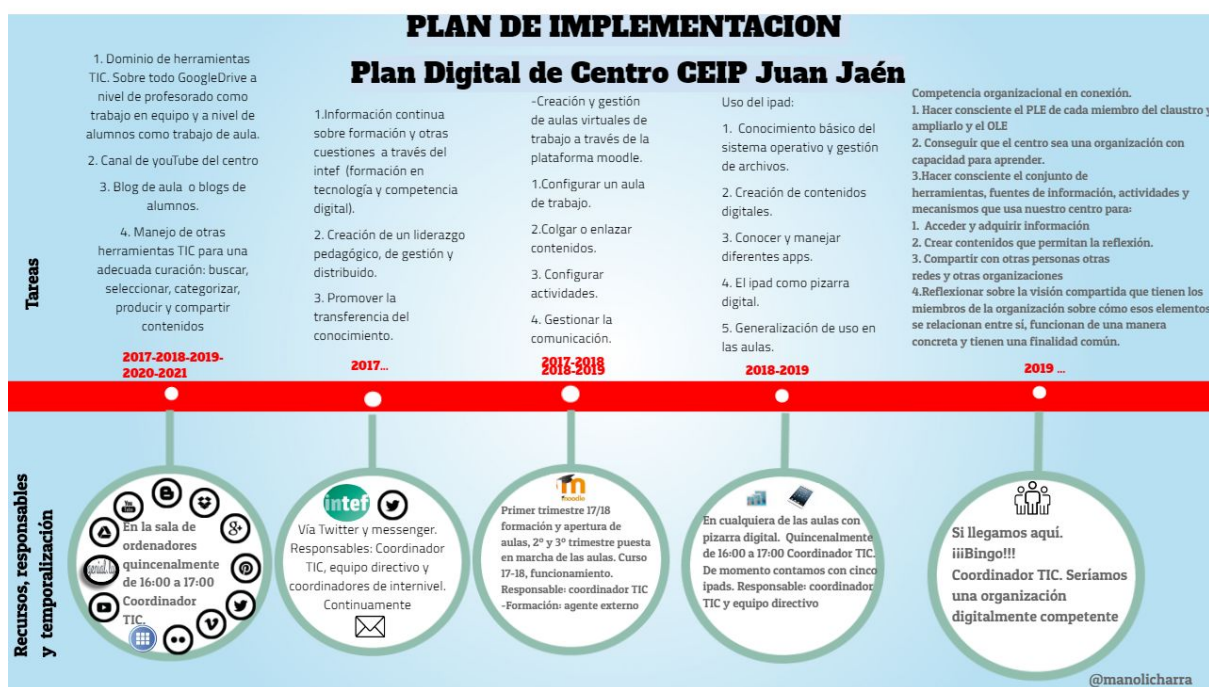 PLAN DE IMPLEMENTACION
Plan Digital de Centro CEIP Juan Jaén
Tareas
1. Dominio de herramientas
TIC. Sobre todo GoogleDrive a
nivel de profesorado como
trabajo en equipo y a nivel de
alumnos como trabajo de aula.
2. Canal de youTube del centro
3. Blog de aula o blogs de
alumnos.
4. Manejo de otras
herramientas TIC para una
adecuada curación: buscar,
seleccionar, categorizar,
producir y compartir
contenidos
2017-2018-2019-
2020-2021
1.Información continua
sobre formación y otras
cuestiones a través del
intef (formación en
tecnología y competencia
digital).
2. Creación de un liderazgo
pedagógico, de gestión y
distribuido.
3. Promover la
transferencia del
conocimiento.
2017...
-Creación y gestión
de aulas virtuales de
trabajo a través de la
plataforma moodle.
1.Configurar un aula
de trabajo.
2.Colgar o enlazar
contenidos.
3. Configurar
actividades.
4. Gestionar la
comunicación.
2017-2018
2018-2019
Uso del ipad:
1. Conocimiento básico del
sistema operativo y gestión
de archivos.
2. Creación de contenidos
digitales.
3. Conocer y manejar
diferentes apps.
4. El ipad como pizarra
digital.
5. Generalización de uso en
las aulas.
2018-2019
Competencia organizacional en conexión.
1. Hacer consciente el PLE de cada miembro del claustro y
ampliarlo y el OLE
2. Conseguir que el centro sea una organización con
capacidad para aprender.
3.Hacer consciente el conjunto de
herramientas, fuentes de información, actividades y
mecanismos que usa nuestro centro para:
1. Acceder y adquirir información
2. Crear contenidos que permitan la reflexión.
3. Compartir con otras personas otras
redes y otras organizaciones
4.Reflexionar sobre la visión compartida que tienen los
miembros de la organización sobre cómo esos elementos
se relacionan entre sí, funcionan de una manera
concreta y tienen una finalidad común.
2019 ...
Recursos, responsables
y temporalización
En la sala de
ordenadores
quincenalmente
de 16:00 a 17:00
Coordinador
TIC.
intef
Vía Twitter y messenger.
Responsables: Coordinador
TIC, equipo directivo y
coordinadores de internivel.
Continuamente
moodle
Primer trimestre 17/18
formación y apertura de
aulas, 2º y 3º trimestre puesta
en marcha de las aulas. Curso
17-18, funcionamiento.
Responsable: coordinador TIC
-Formación: agente externo
En cualquiera de las aulas con
pizarra digital. Quincenalmente
de 16:00 a 17:00 Coordinador TIC.
De momento contamos con cinco
ipads. Responsable: coordinador
TIC y equipo directivo
Si llegamos aquí.
¡¡¡Bingo!!!
Coordinador TIC. Seríamos
una organización
digitalmente competente
@manolicharra